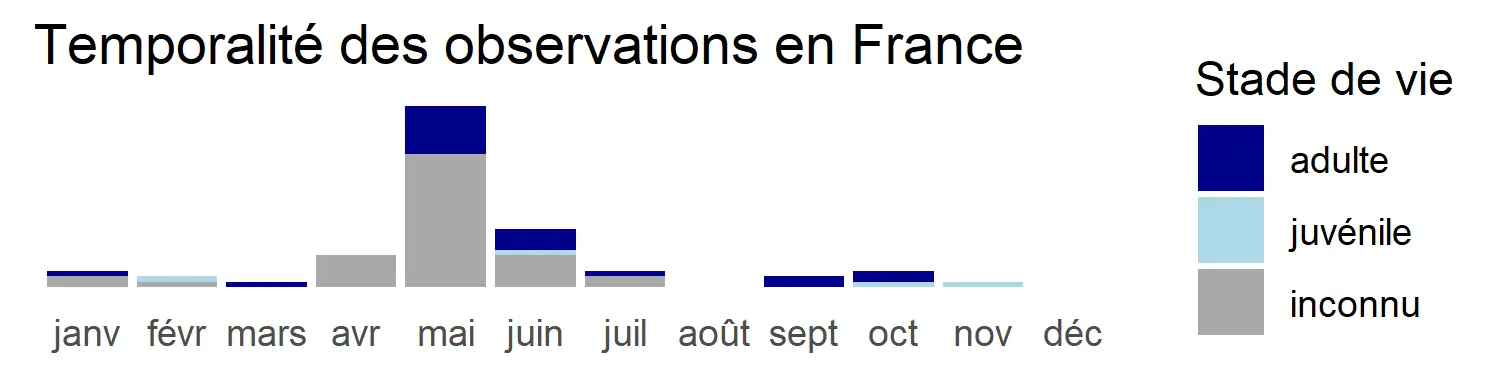 Temporalité des observations en France
janv févr mars avr mai juin juil août sept oct nov déc
Stade de vie
adulte
juvénile
inconnu